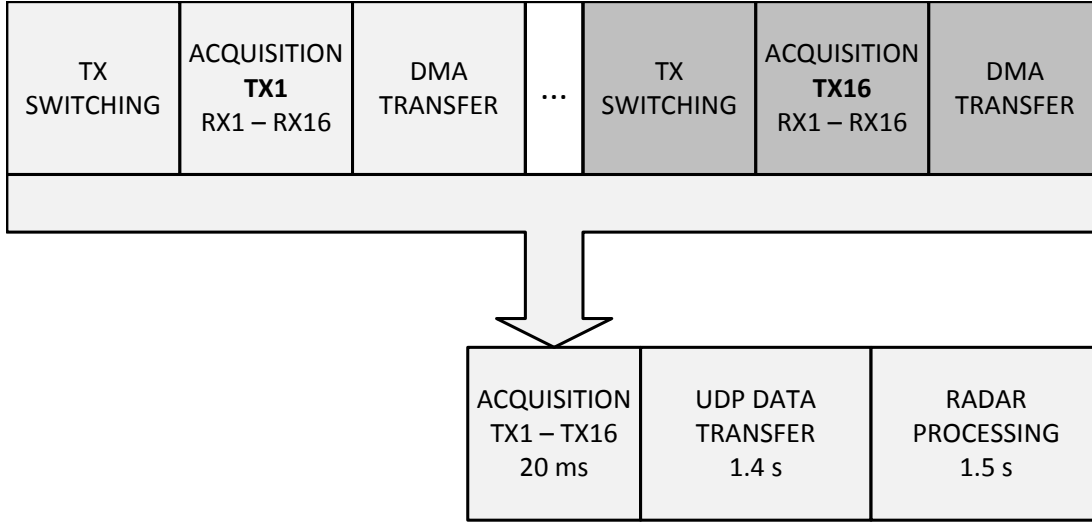 TX
SWITCHING
ACQUISITION
TX1
RX1 – RX16
DMA
TRANSFER
...
TX
SWITCHING
ACQUISITION
TX16
RX1 – RX16
DMA
TRANSFER
ACQUISITION
TX1 – TX16
20 ms
UDP DATA
TRANSFER
1.4 s
RADAR
PROCESSING
1.5 s